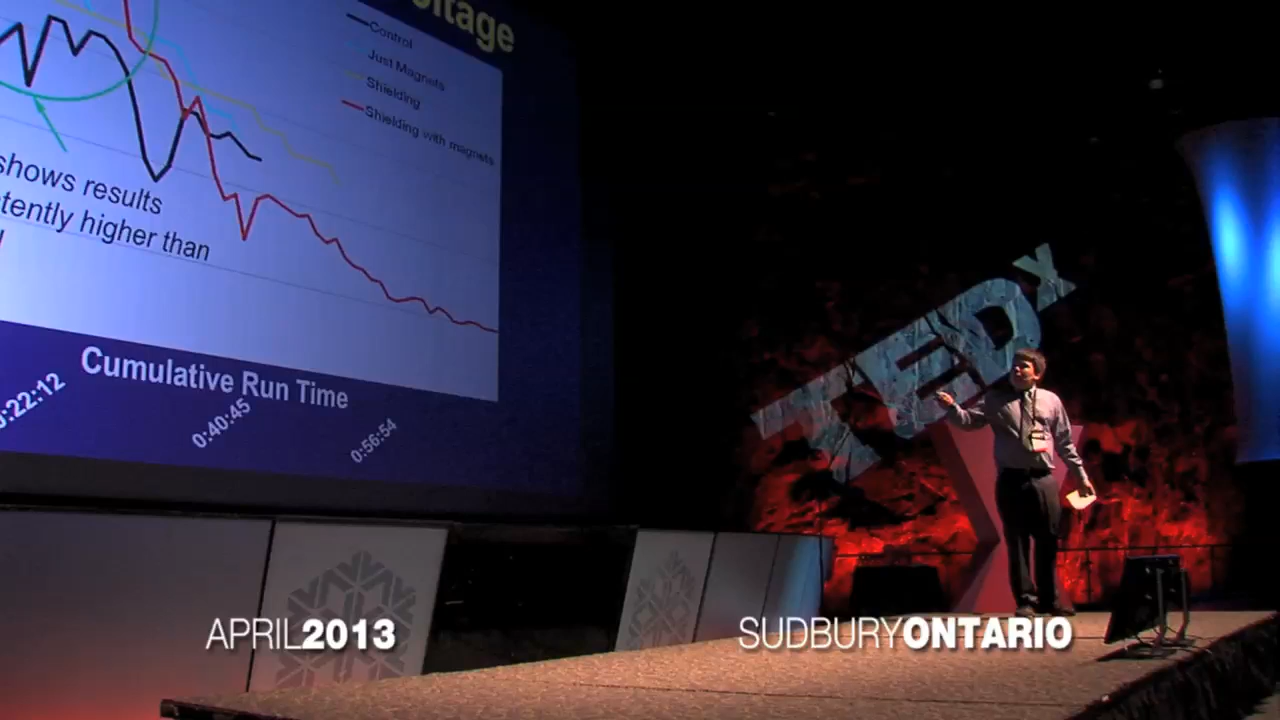 oltage
Control
Just Magnets
Shielding
Shielding with magnets
shows results
tently higher than
Cumulative Run Time
0:22:12
0:40:45
0:56:54
TEDx
APRIL2013
SUDBURYONTARIO